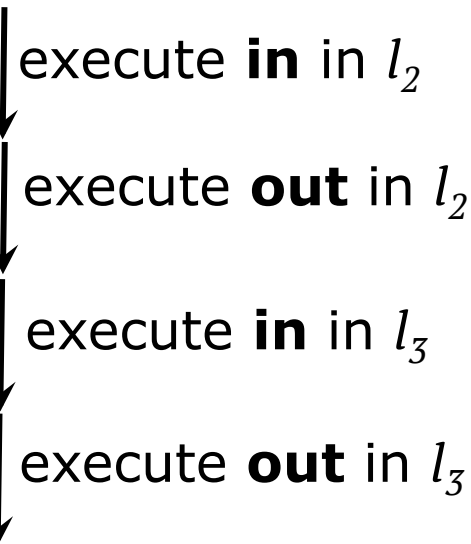 execute in in l₂
execute out in l₂
execute in in l₃
execute out in l₃